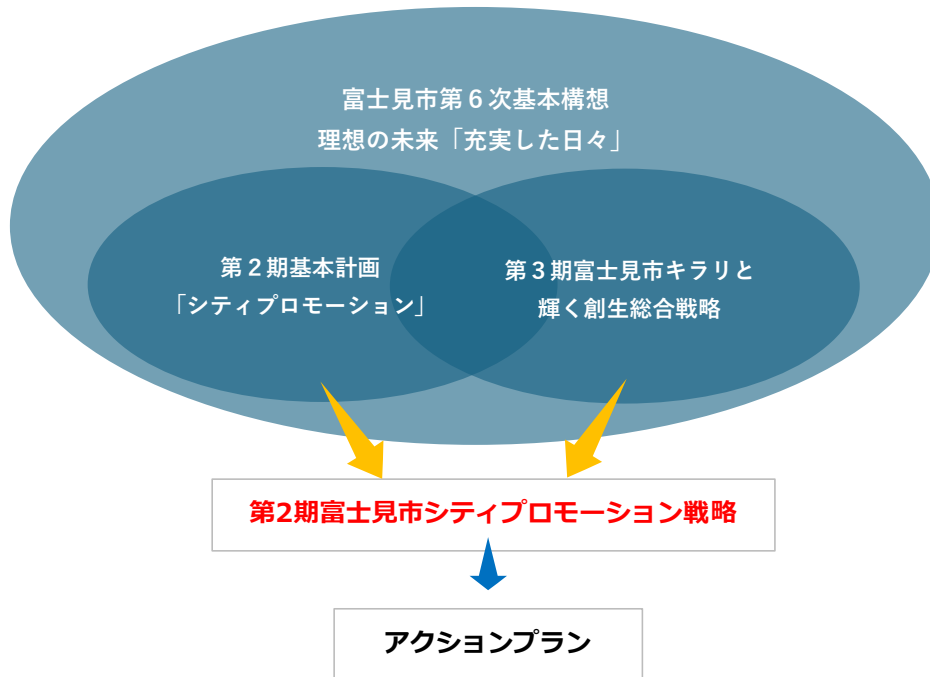 富士見市第６次基本構想
理想の未来「充実した日々」
第２期基本計画
「シティプロモーション」
第３期富士見市キラリと
輝く創生総合戦略
第2期富士見市シティプロモーション戦略
アクションプラン